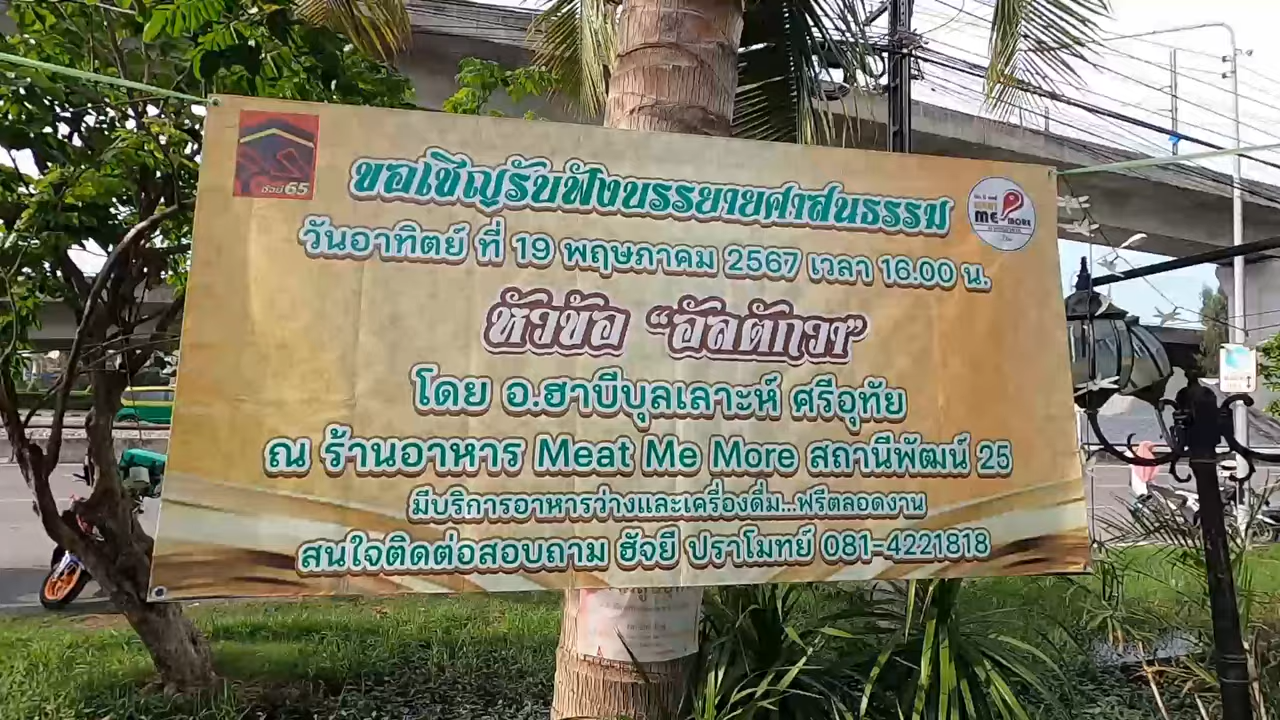 ช่วย 65
ขอเชิญรับฟังบรรยายศาสนธรรม
ME MORE
วันอาทิตย์ ที่ 19 พฤษภาคม 2567 เวลา 16.00 น.
หัวข้อ “อัลตักวา”
โดย อ.ฮาบีบุลเลาะห์ ศรีอุทัย
ณ ร้านอาหาร Meat Me More สถานีพัฒน์ 25
มีบริการอาหารว่างและเครื่องดื่ม...ฟรีตลอดงาน
สนใจติดต่อสอบถาม ฮัจยี ปราโมทย์ 081-4221818